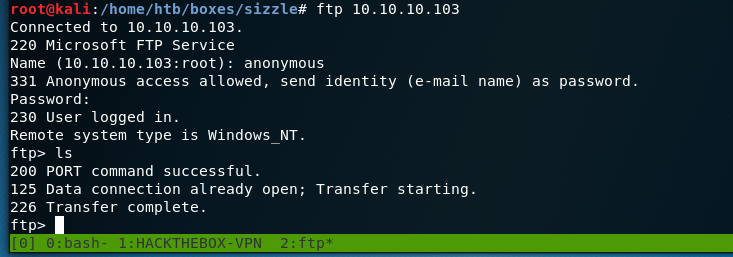 root@kali:/home/htb/boxes/sizzle# ftp 10.10.10.103
Connected to 10.10.10.103.
220 Microsoft FTP Service
Name (10.10.10.103:root): anonymous
331 Anonymous access allowed, send identity (e-mail name) as password.
Password:
230 User logged in.
Remote system type is Windows_NT.
ftp> ls
200 PORT command successful.
125 Data connection already open; Transfer starting.
226 Transfer complete.
ftp>
[0] 0:bash- 1:HACKTHEBOX-VPN  2:ftp*